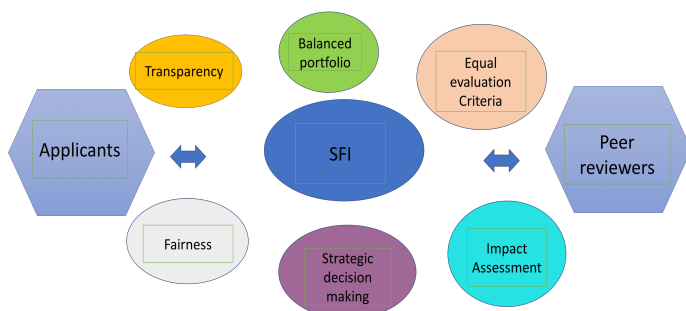 Balanced
portfolio
Transparency
Equal
evaluation
Criteria
Applicants
SFI
Peer
reviewers
Fairness
Strategic
decision
making
Impact
Assessment